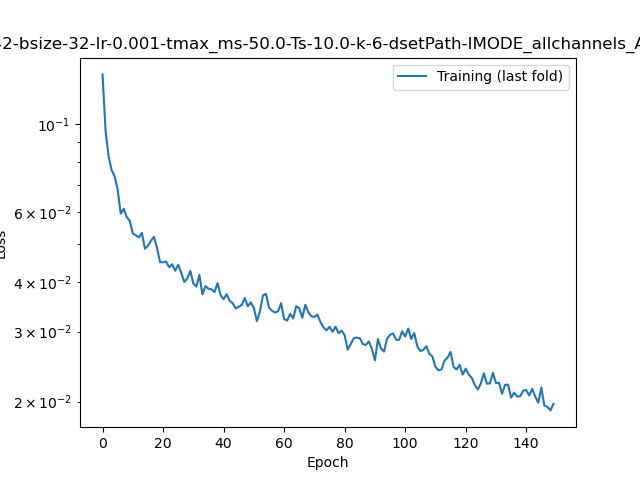 2-bsize-32-lr-0.001-tmax_ms-50.0-Ts-10.0-k-6-dsetPath-IMODE_allchannels_A
Training (last fold)
10⁻¹
6 × 10⁻²
4 × 10⁻²
3 × 10⁻²
2 × 10⁻²
Loss
0 20 40 60 80 100 120 140
Epoch